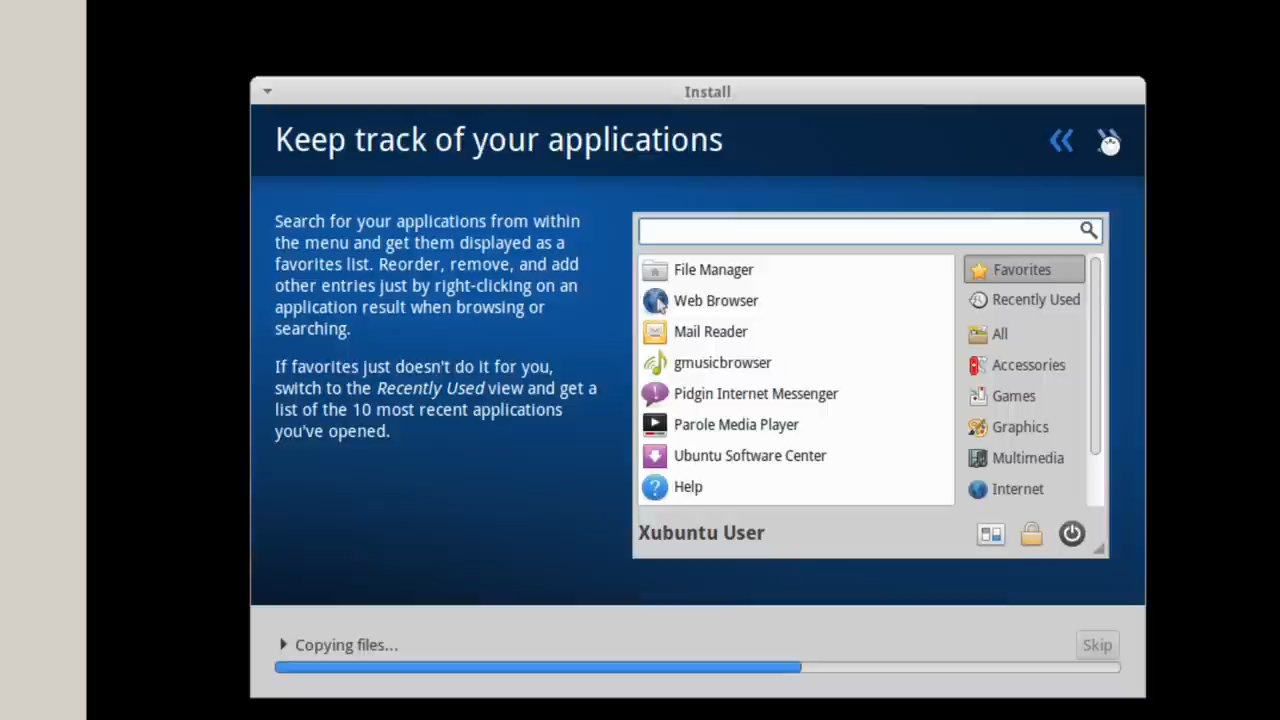 Install
Keep track of your applications
Search for your applications from within
the menu and get them displayed as a
favorites list. Reorder, remove, and add
other entries just by right-clicking on an
application result when browsing or
searching.
If favorites just doesn't do it for you,
switch to the Recently Used view and get a
list of the 10 most recent applications
you've opened.
File Manager
Web Browser
Mail Reader
gmusicbrowser
Pidgin Internet Messenger
Parole Media Player
Ubuntu Software Center
Help
Favorites
Recently Used
All
Accessories
Games
Graphics
Multimedia
Internet
Xubuntu User
Copying files...
Skip